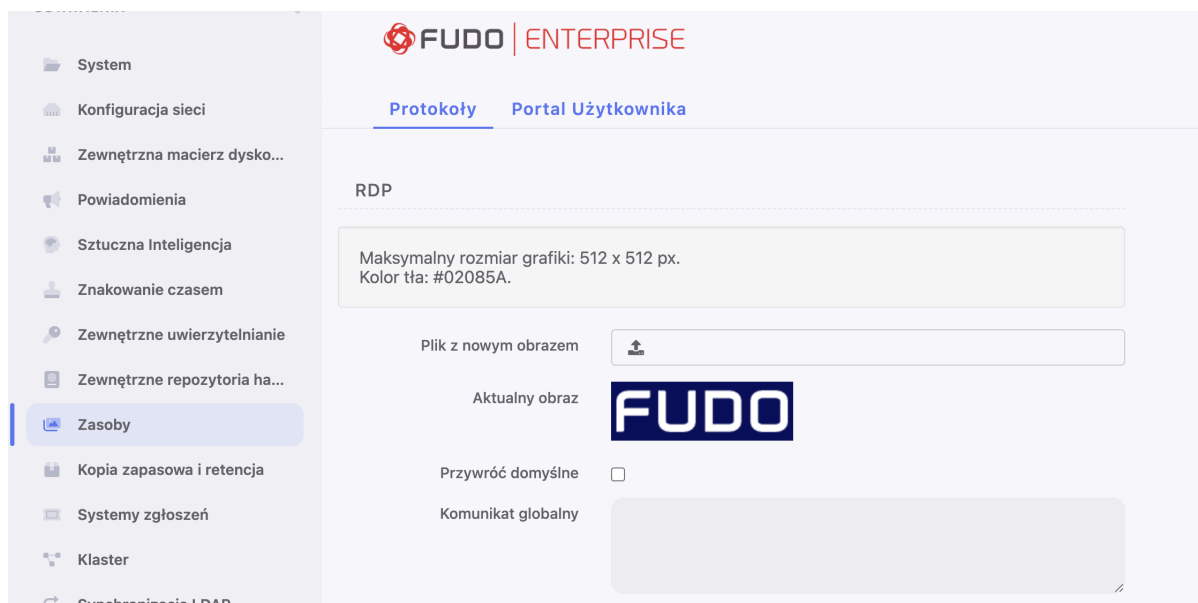 System
Konfiguracja sieci
Zewnętrzna macierz dysko...
Powiadomienia
Sztuczna Inteligencja
Znakowanie czasem
Zewnętrzne uwierzytelnianie
Zewnętrzne repozytoria ha...
Zasoby
Kopia zapasowa i retencja
Systemy zgłoszeń
Klaster
FUDO ENTERPRISE
Protokoły Portal Użytkownika
RDP
Maksymalny rozmiar grafiki: 512 x 512 px.
Kolor tła: #02085A.
Plik z nowym obrazem
Aktualny obraz FUDO
Przywróć domyślne
Komunikat globalny